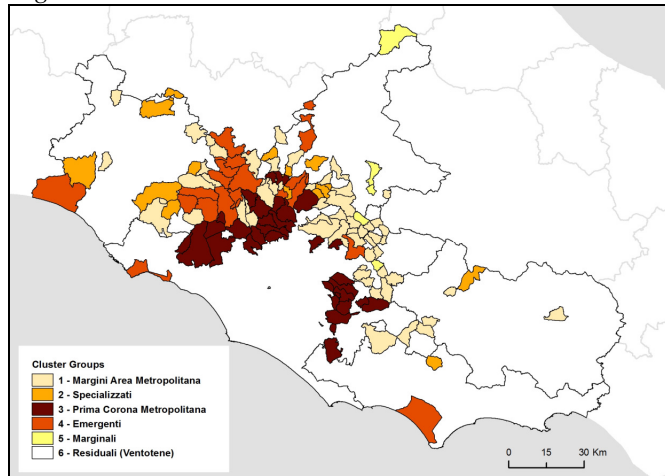 Cluster Groups
1 - Margini Area Metropolitana
2 - Specializzati
3 - Prima Corona Metropolitana
4 - Emergenti
5 - Marginali
6 - Residuali (Ventotene)
0 15 30 Km